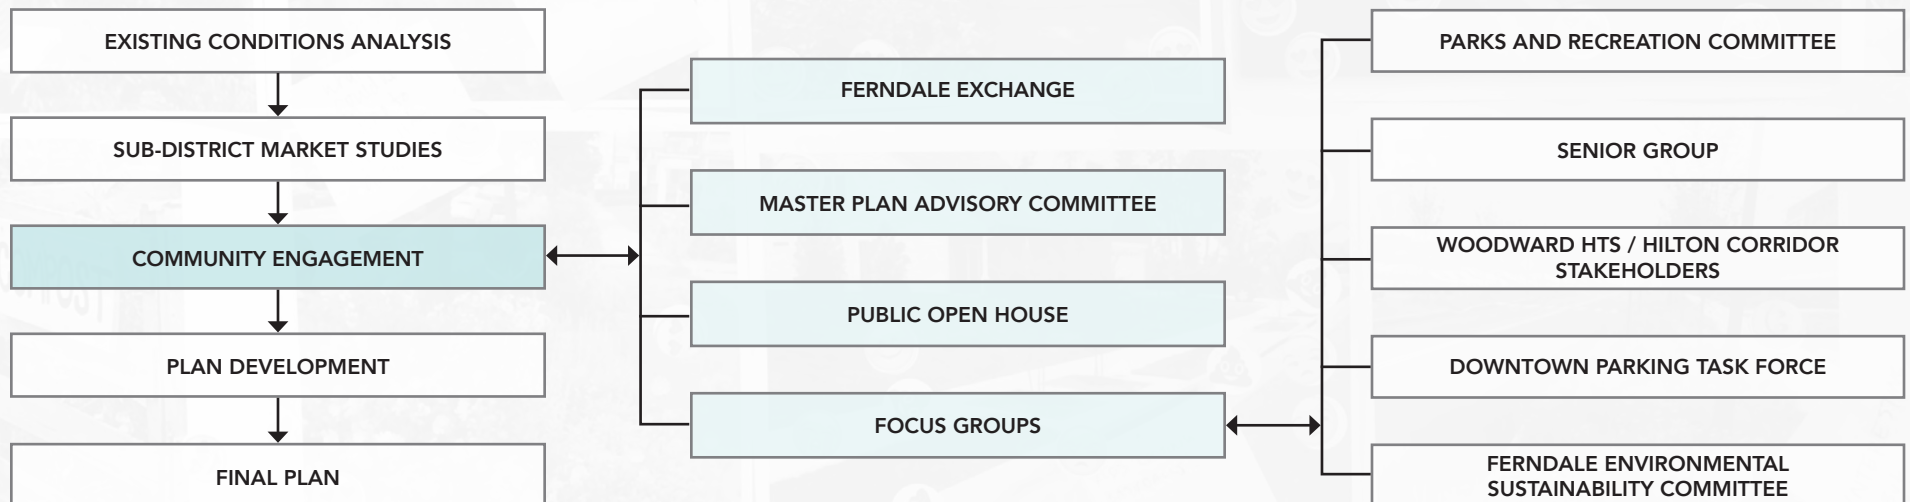 EXISTING CONDITIONS ANALYSIS
SUB-DISTRICT MARKET STUDIES
COMMUNITY ENGAGEMENT
PLAN DEVELOPMENT
FINAL PLAN
FERNDALE EXCHANGE
MASTER PLAN ADVISORY COMMITTEE
PUBLIC OPEN HOUSE
FOCUS GROUPS
PARKS AND RECREATION COMMITTEE
SENIOR GROUP
WOODWARD HTS / HILTON CORRIDOR
STAKEHOLDERS
DOWNTOWN PARKING TASK FORCE
FERNDALE ENVIRONMENTAL
SUSTAINABILITY COMMITTEE